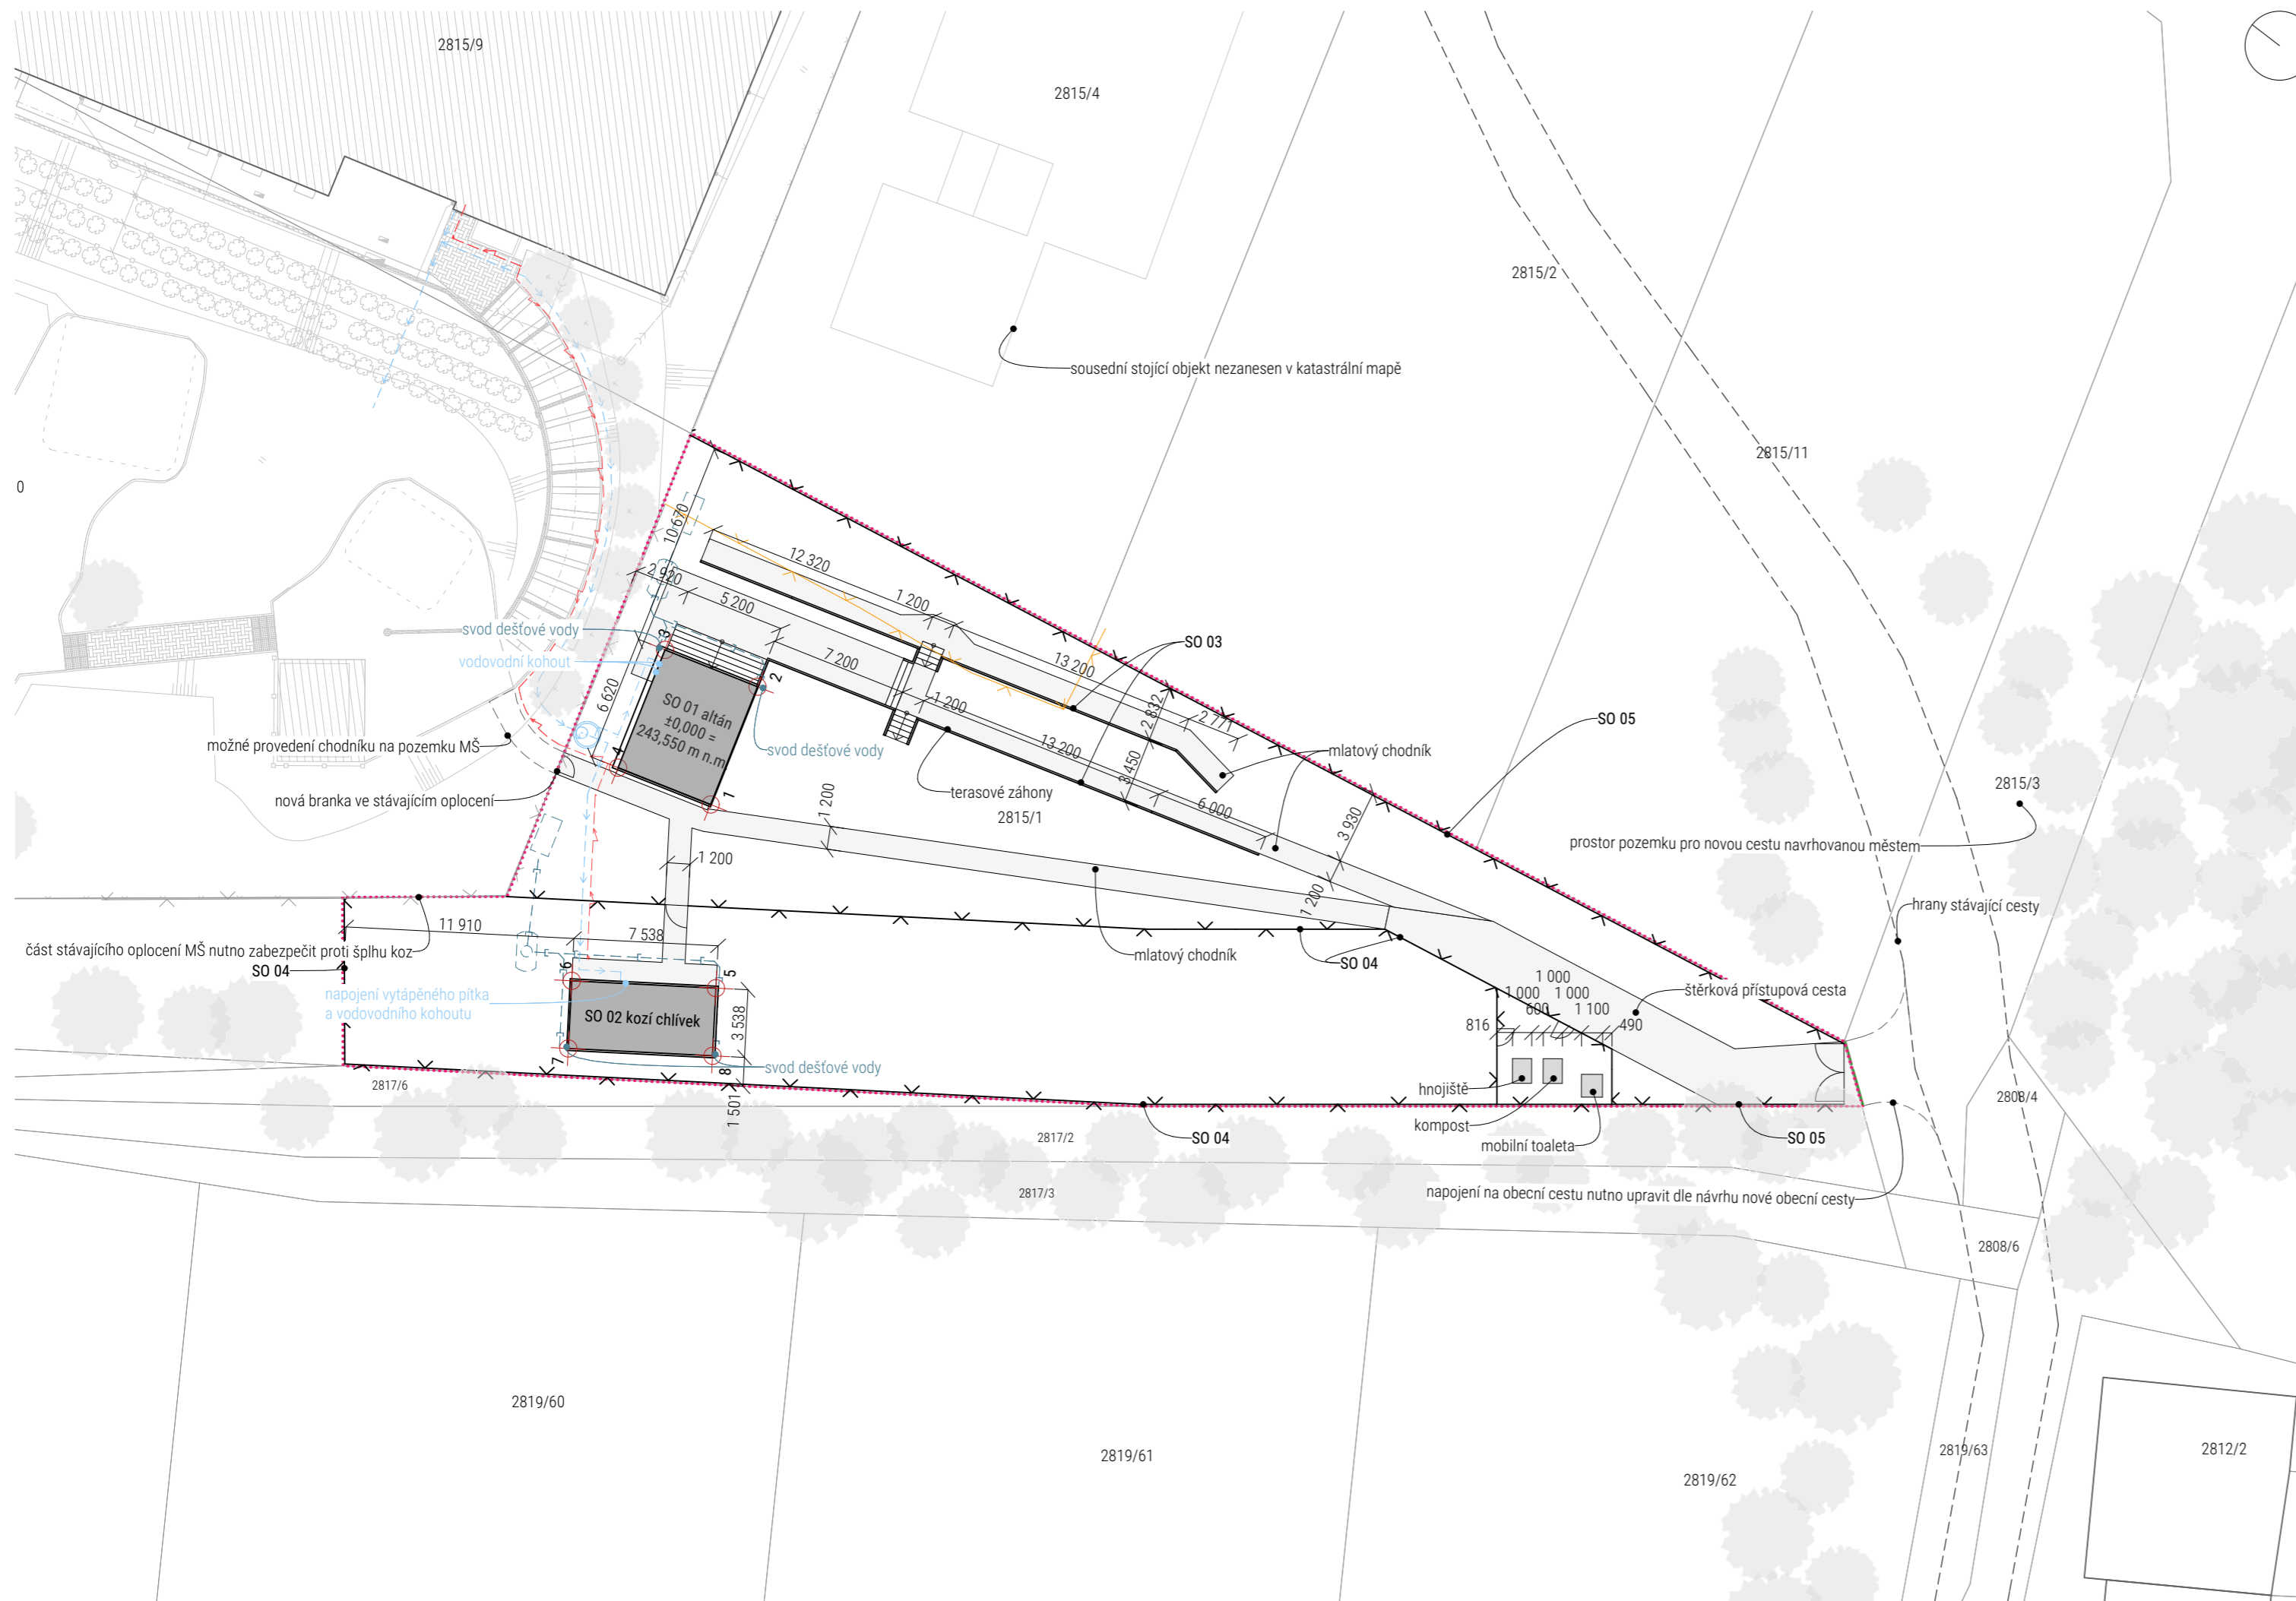 2815/9
2815/4
2815/2
sousední stojící objekt nezanesen v katastrální mapě
2815/11
0
10 670
12 320
2 920
1 200
5 200
svod dešťové vody
3
vodovodní kohout
7 200
13 200
SO 03
2
6 620
SO 01 altán
±0,000 =
243,550 m n.m
1 200
2 832
2 771
SO 05
možné provedení chodníku na pozemku MŠ
4
svod dešťové vody
13 200
3 450
mlatový chodník
nová branka ve stávajícím oplocení
1
terasové záhony
2815/1
6 000
2815/3
1 200
3 930
prostor pozemku pro novou cestu navrhovanou městem
1 200
1 200
hrany stávající cesty
11 910
7 538
část stávajícího oplocení MŠ nutno zabezpečit proti šplhu koz
mlatový chodník
SO 04
SO 04
6
5
napojení vytápěného pítka
a vodovodního kohoutu
1 000
1 000
1 000
600
1 100
816
490
štěrková přístupová cesta
SO 02 kozí chlívek
3 538
7
8
svod dešťové vody
2817/6
1 501
hnojiště
kompost
mobilní toaleta
2808/4
2817/2
SO 04
SO 05
2817/3
napojení na obecní cestu nutno upravit dle návrhu nové obecní cesty
2808/6
2819/60
2819/61
2819/62
2819/63
2812/2